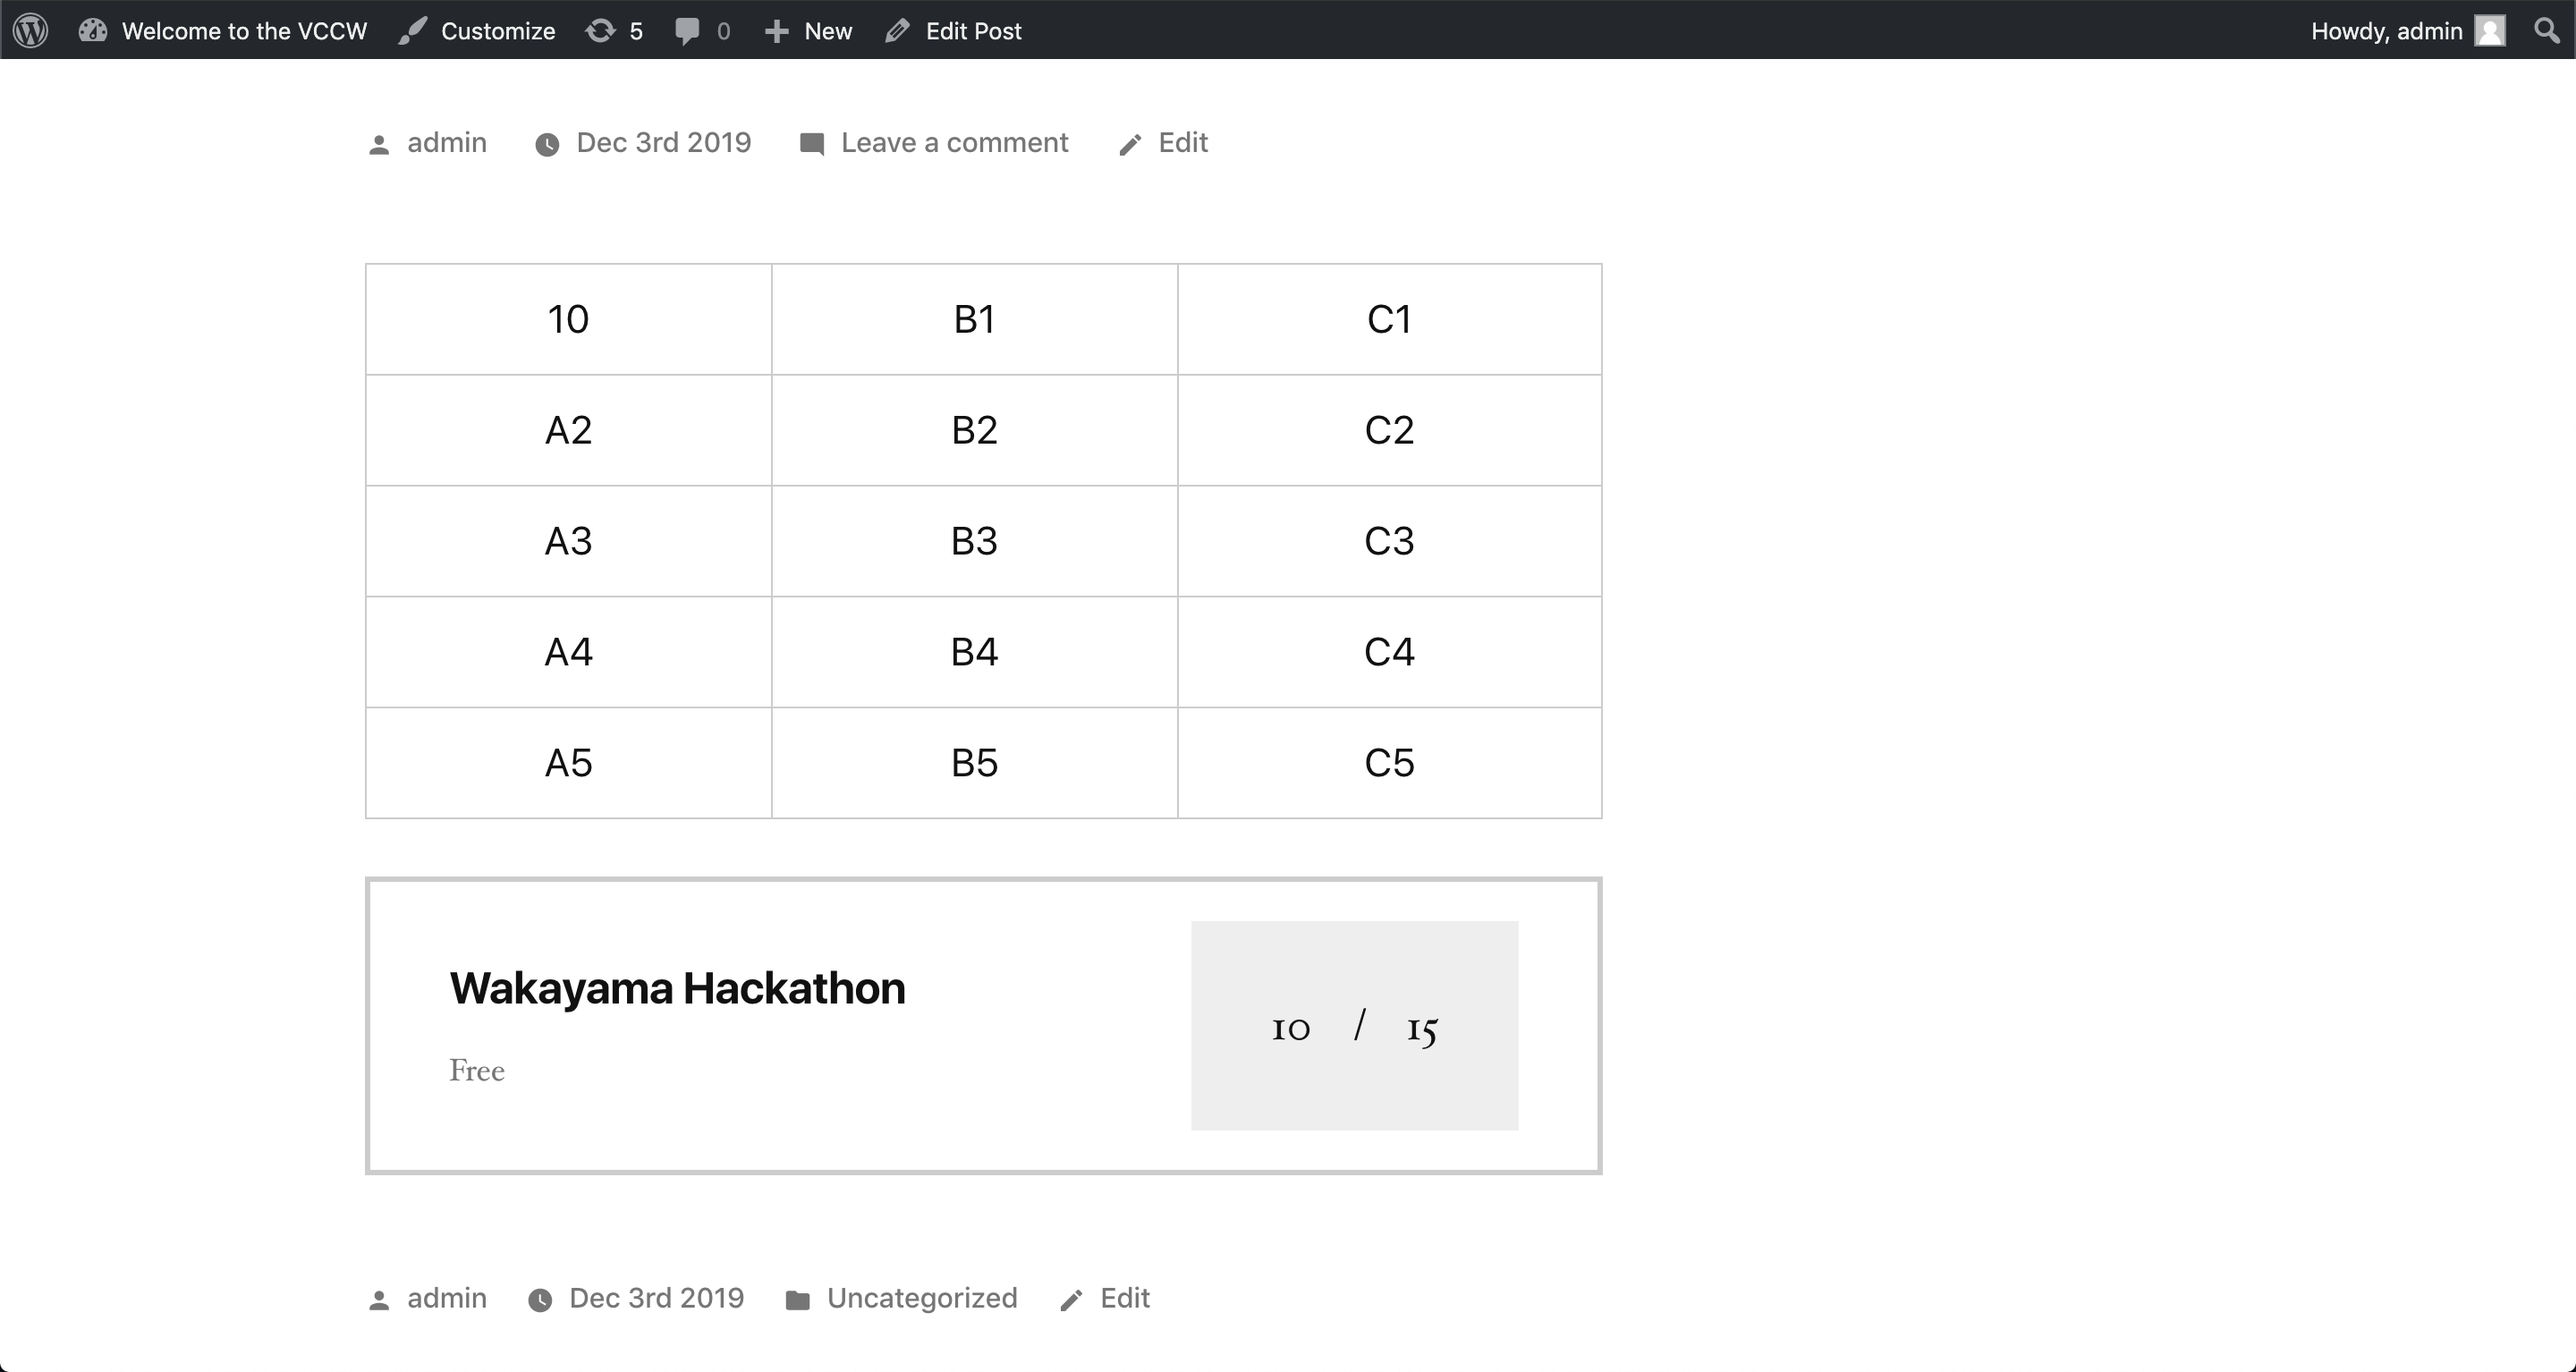 Welcome to the VCCW Customize 5 0 New Edit Post Howdy, admin
admin Dec 3rd 2019 Leave a comment Edit
10 B1 C1
A2 B2 C2
A3 B3 C3
A4 B4 C4
A5 B5 C5
Wakayama Hackathon
Free
10 / 15
admin Dec 3rd 2019 Uncategorized Edit